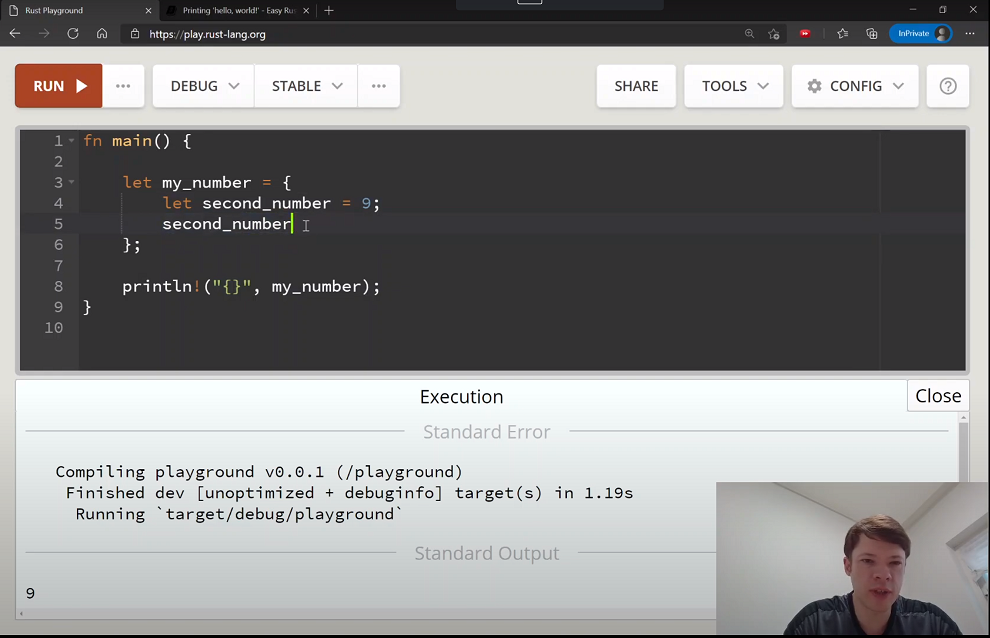 Rust Playground
Printing 'hello, world!' - Easy Rus
https://play.rust-lang.org
InPrivate
RUN
DEBUG
STABLE
SHARE
TOOLS
CONFIG
1 fn main() {
2
3 let my_number = {
4 let second_number = 9;
5 second_number
6 };
7
8 println!("{}", my_number);
9 }
10
Execution
Close
Standard Error
Compiling playground v0.0.1 (/playground)
Finished dev [unoptimized + debuginfo] target(s) in 1.19s
Running `target/debug/playground`
Standard Output
9